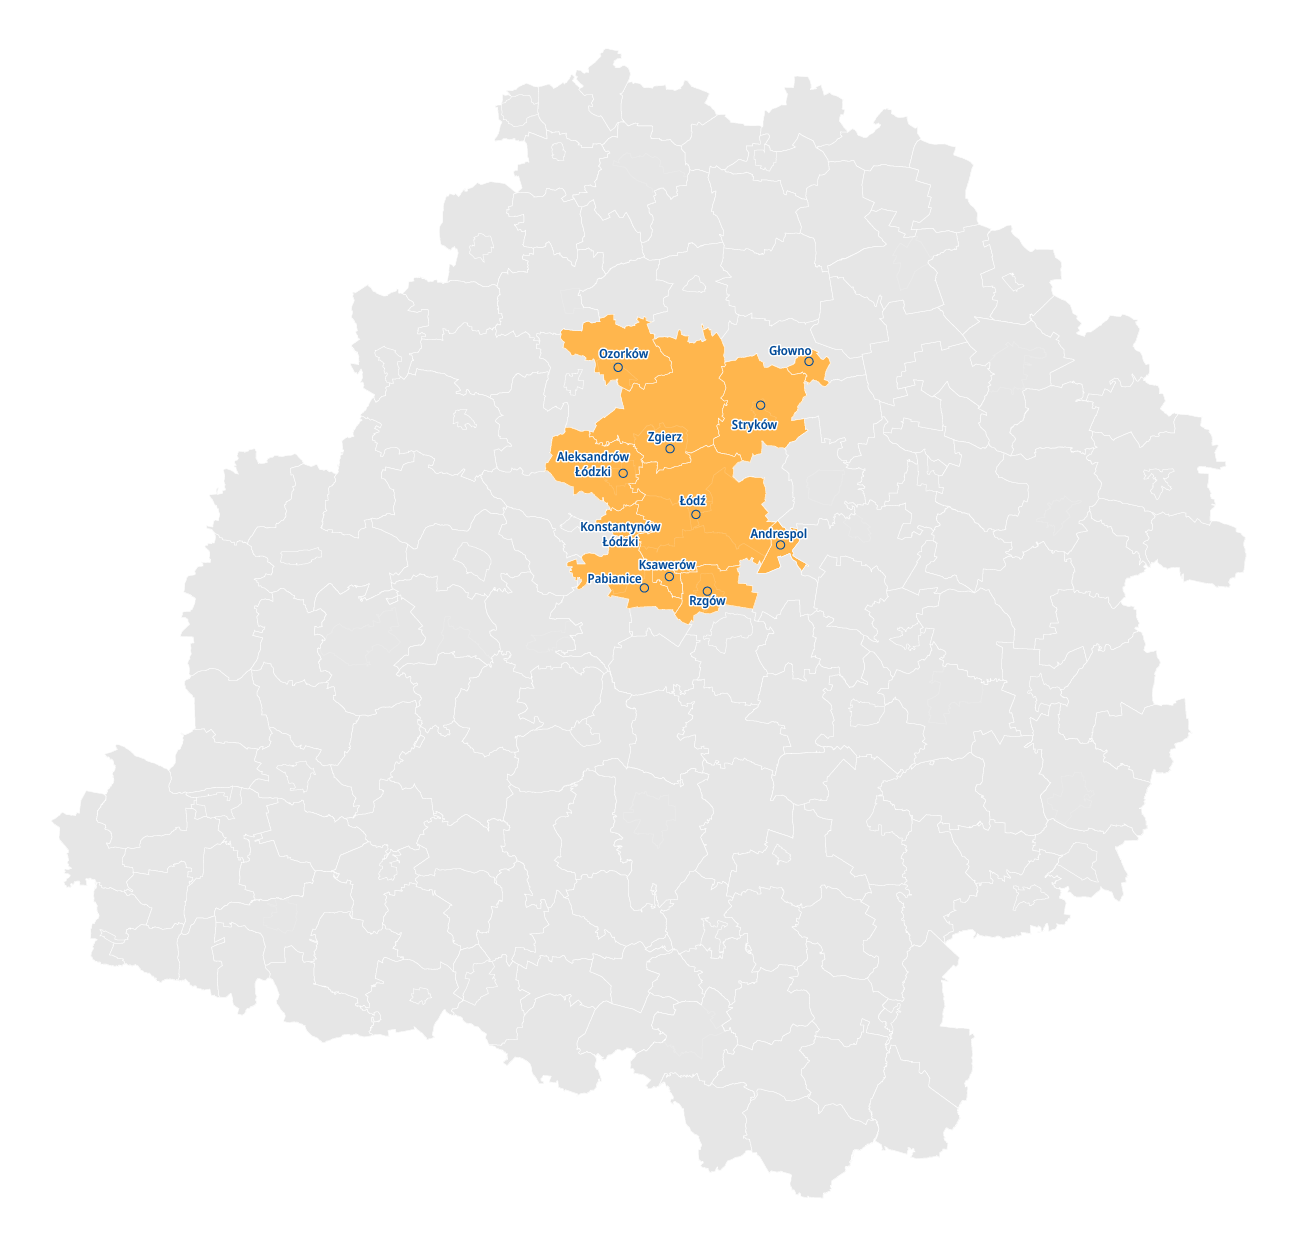 Głowno
Ozorków
Stryków
Zgierz
Aleksandrów
Łódzki
Łódź
Konstantynów
Łódzki
Andrespol
Ksawerów
Pabianice
Rzgów